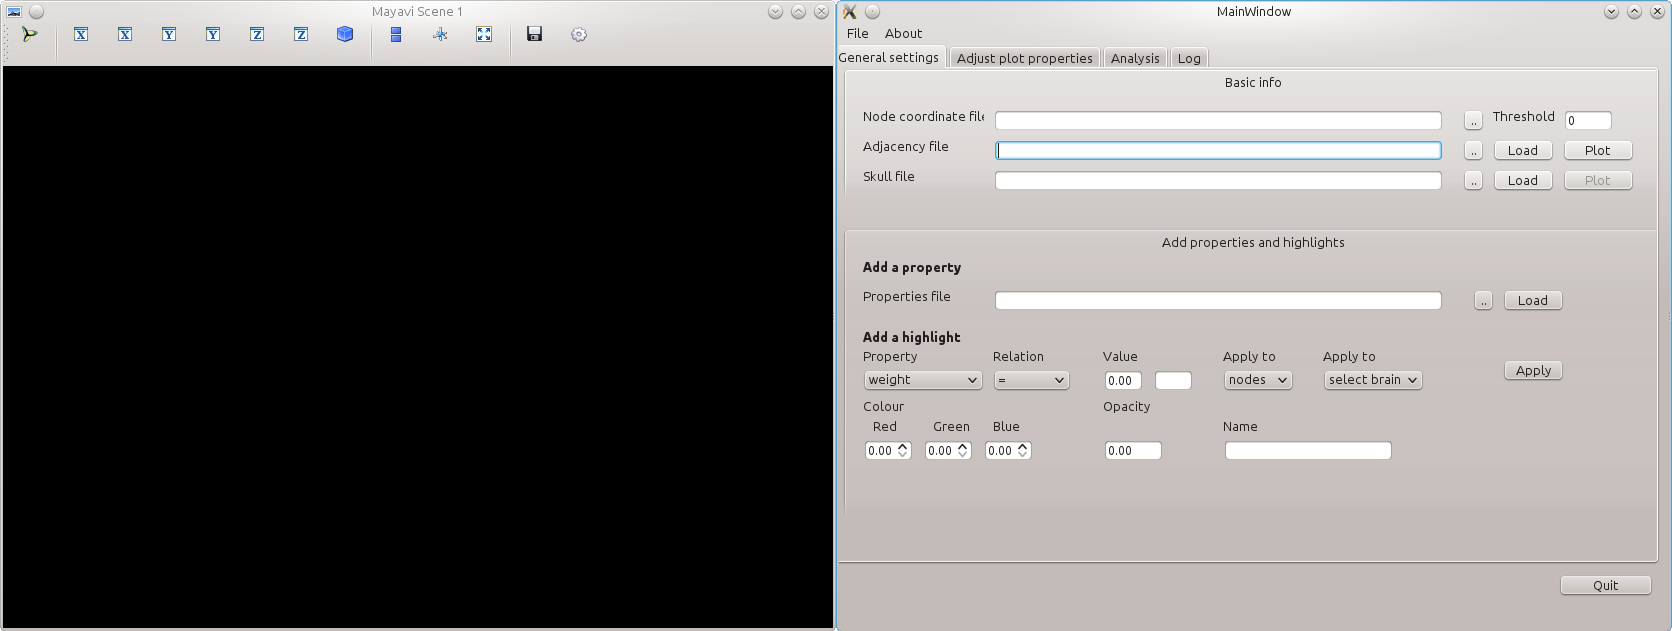 Mayavi Scene 1
X X Y Y Z Z
MainWindow
File About
General settings Adjust plot properties Analysis Log
Basic info
Node coordinate file .. Threshold 0
Adjacency file .. Load Plot
Skull file .. Load Plot
Add properties and highlights
Add a property
Properties file .. Load
Add a highlight
Property Relation Value Apply to Apply to
weight = 0.00 nodes select brain Apply
Colour Opacity
Red Green Blue Name
0.00 0.00 0.00 0.00
Quit